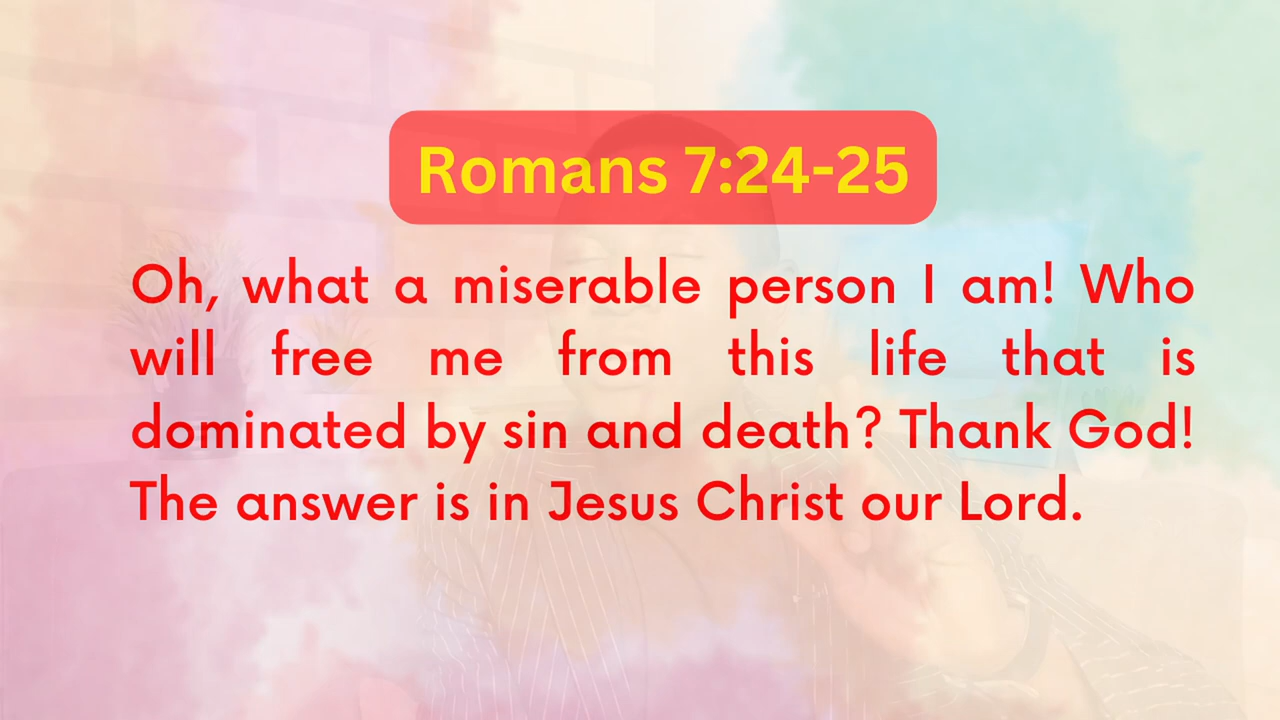 Romans 7:24-25
Oh, what a miserable person I am! Who
will free me from this life that is
dominated by sin and death? Thank God!
The answer is in Jesus Christ our Lord.